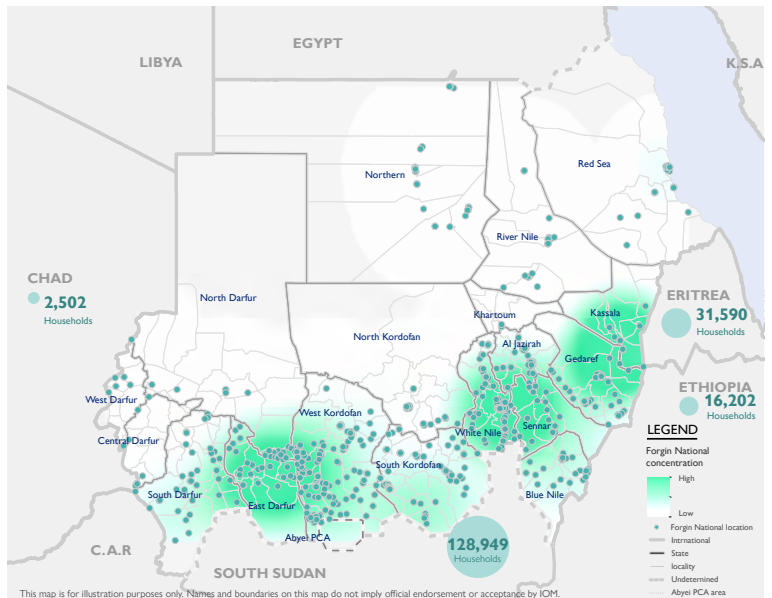 EGYPT
LIBYA
K.S.A
Red Sea
Northern
River Nile
CHAD
2,502
Households
North Darfur
ERITREA
31,590
Households
Kassala
Khartoum
North Kordofan
Al Jazirah
Gedaref
ETHIOPIA
16,202
Households
West Darfur
West Kordofan
LEGEND
White Nile
Sennar
Central Darfur
Forgin National
concentration
South Kordofan
High
South Darfur
Blue Nile
East Darfur
Low
Forgin National location
Abyei PCA
128,949
Households
Intrnational
C.A.R
State
locality
SOUTH SUDAN
Undetermined
Abyei PCA area
This map is for illustration purposes only. Names and boundaries on this map do not imply official endorsement or acceptance by IOM.